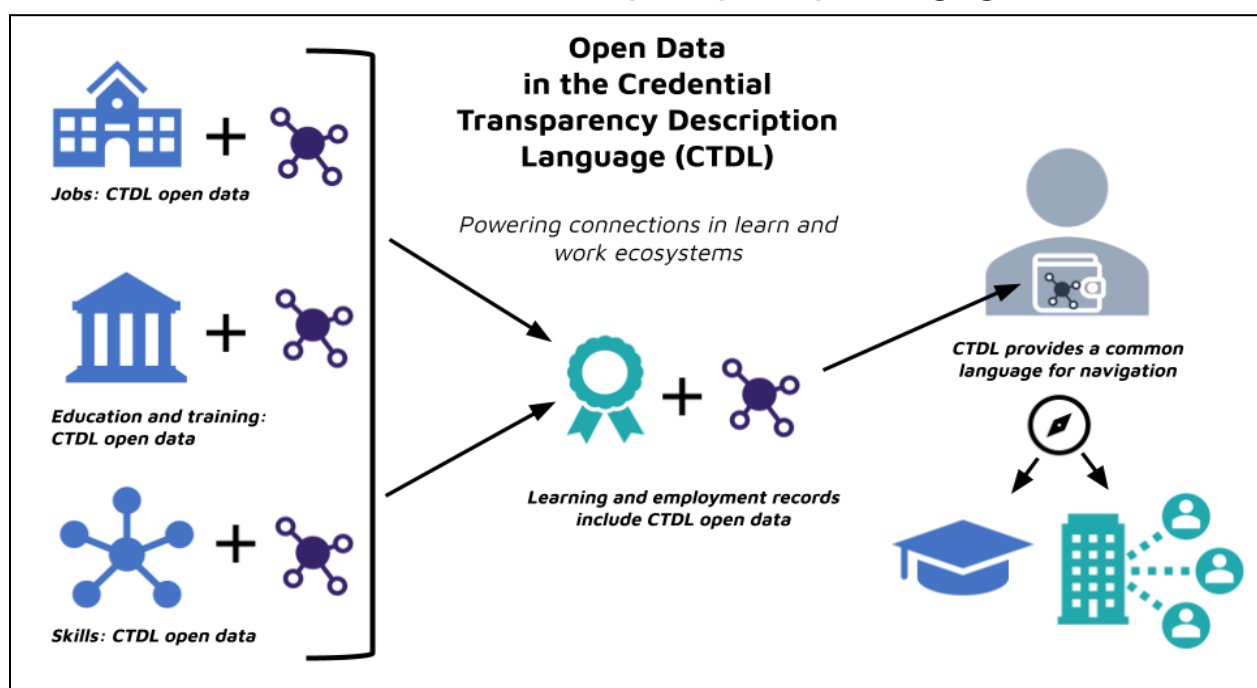 Open Data
in the Credential
Transparency Description
Language (CTDL)
Powering connections in learn and
work ecosystems
Jobs: CTDL open data
Education and training:
CTDL open data
Skills: CTDL open data
Learning and employment records
include CTDL open data
CTDL provides a common
language for navigation